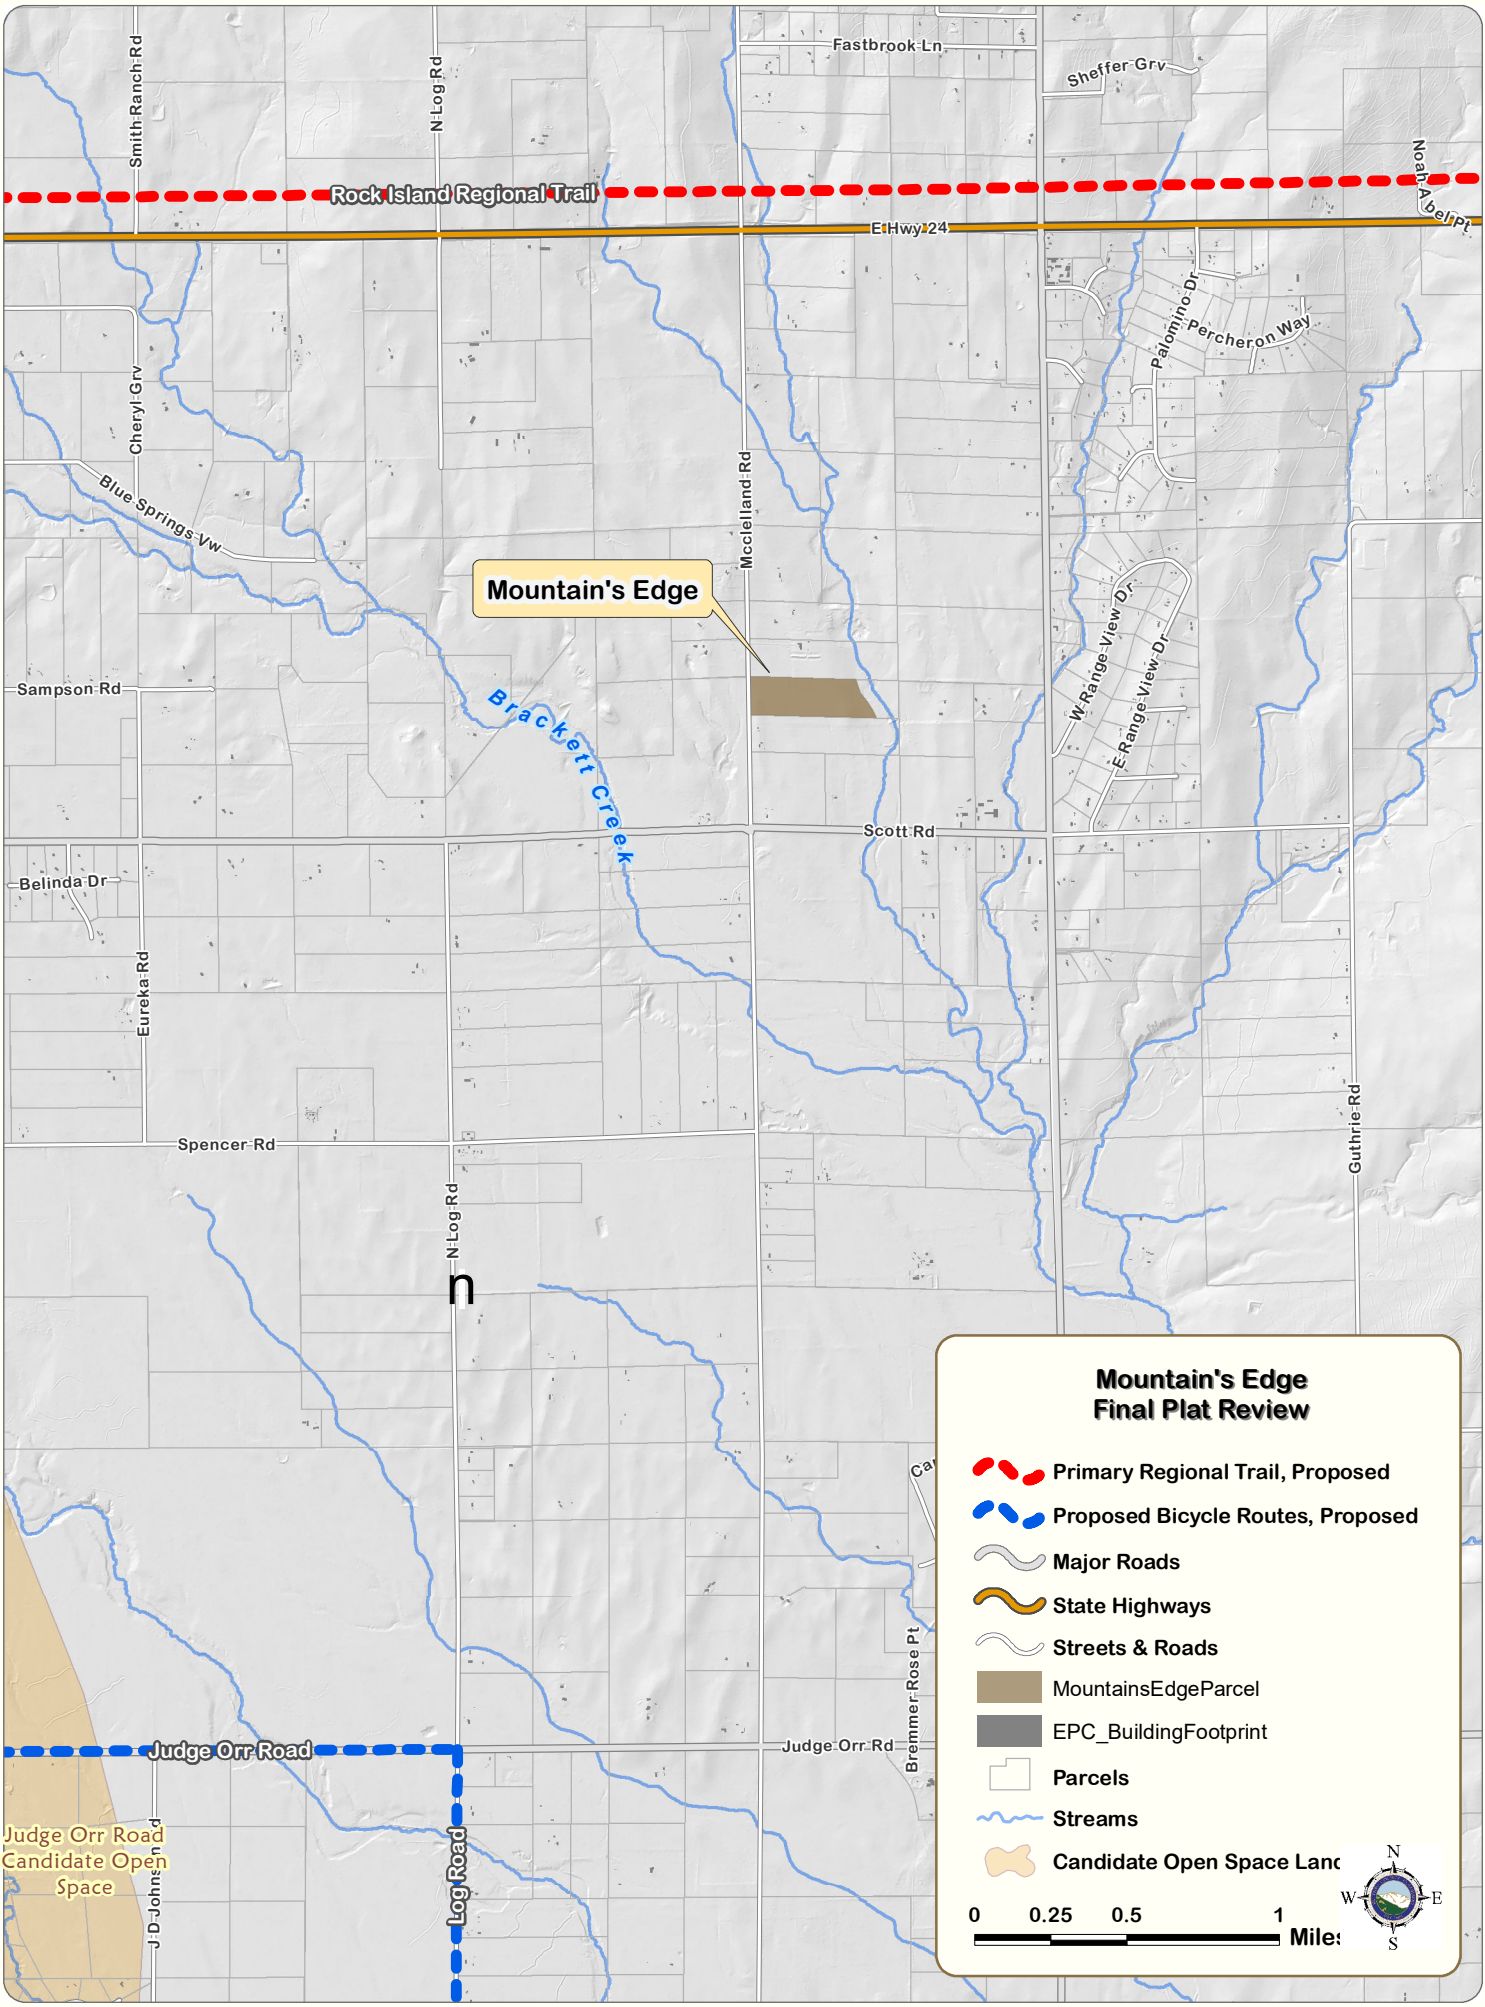 Fastbrook Ln
Sheffer Grv
Smith Ranch Rd
N Log Rd
Noah Abel Pt
Rock Island Regional Trail
E Hwy 24
Palomino Dr
Percheron Way
Cheryl Grv
Blue Springs Vw
Mcclelland Rd
Mountain's Edge
W Range View Dr
E Range View Dr
Sampson Rd
Brackett Creek
Scott Rd
Belinda Dr
Eureka Rd
Guthrie Rd
Spencer Rd
N Log Rd
n
Bremmer Rose Pt
Judge Orr Road
Judge Orr Rd
Log Road
Judge Orr Road
Candidate Open
Space
Mountain's Edge
Final Plat Review
Primary Regional Trail, Proposed
Proposed Bicycle Routes, Proposed
Major Roads
State Highways
Streets & Roads
MountainsEdgeParcel
EPC_BuildingFootprint
Parcels
Streams
Candidate Open Space Land
N
W E
S
0 0.25 0.5 1
Miles